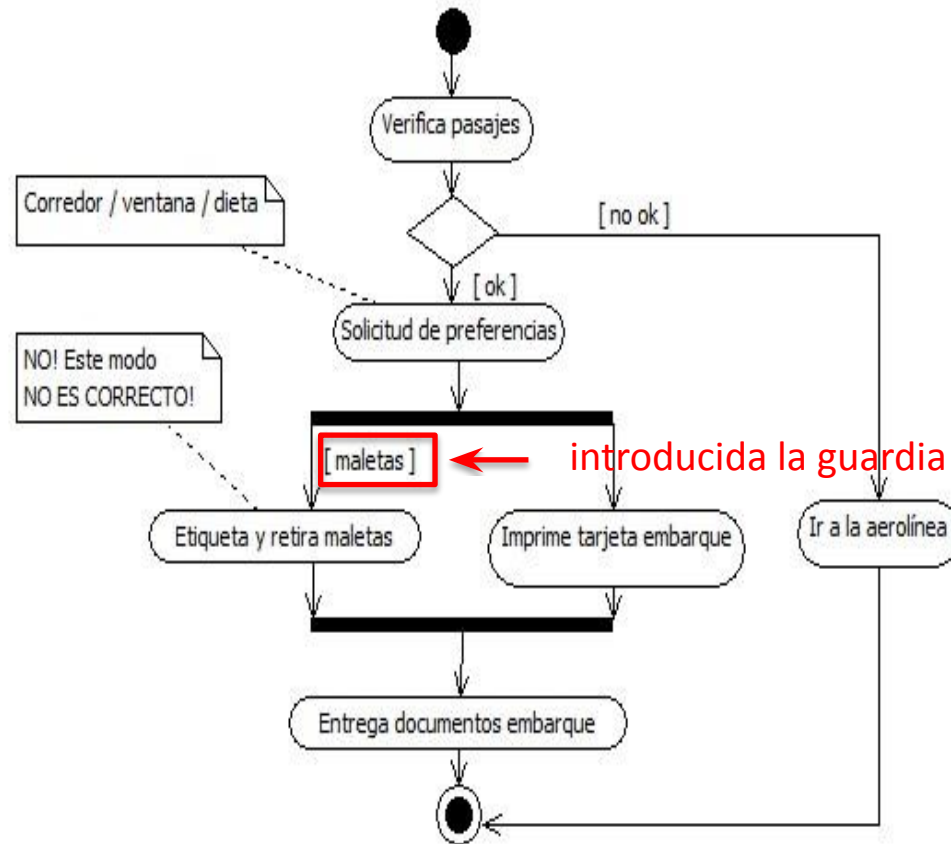 Verifica pasajes
Corredor / ventana / dieta
[ no ok ]
[ ok ]
Solicitud de preferencias
NO! Este modo
NO ES CORRECTO!
[ maletas ]
introducida la guardia
Etiqueta y retira maletas
Imprime tarjeta embarque
Ir a la aerolínea
Entrega documentos embarque